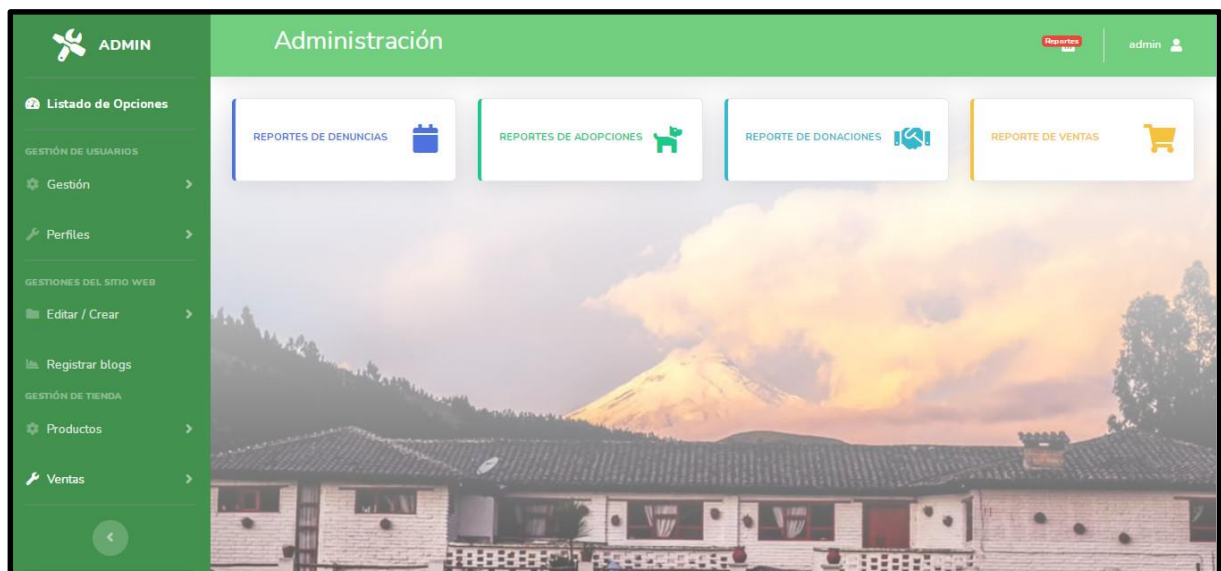 ADMIN
Administración
Reportes
admin
Listado de Opciones
REPORTES DE DENUNCIAS
REPORTES DE ADOPCIONES
REPORTE DE DONACIONES
REPORTE DE VENTAS
GESTIÓN DE USUARIOS
Gestión
Perfiles
GESTIONES DEL SITIO WEB
Editar / Crear
Registrar blogs
GESTIÓN DE TIENDA
Productos
Ventas